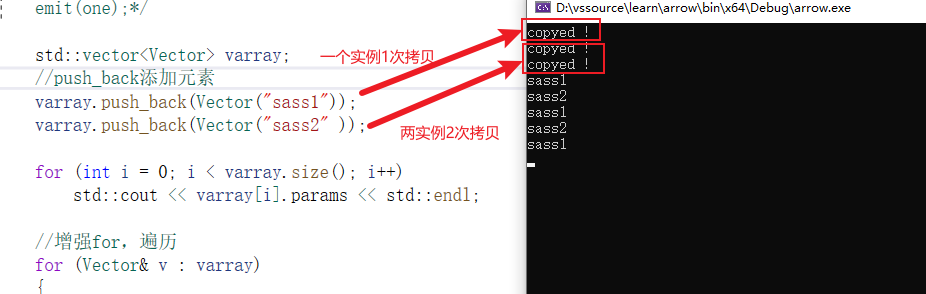 emit(one);*/
std::vector<Vector> varray;
//push_back添加元素
varray.push_back(Vector("sass1"));
varray.push_back(Vector("sass2" ));
for (int i = 0; i < varray.size(); i++)
std::cout << varray[i].params << std::endl;
//增强for，遍历
for (Vector& v : varray)
{
一个实例1次拷贝
两实例2次拷贝
D:\vssource\learn\arrow\bin\x64\Debug\arrow.exe
copyed !
copyed !
copyed !
sass1
sass2
sass1
sass2
sass1